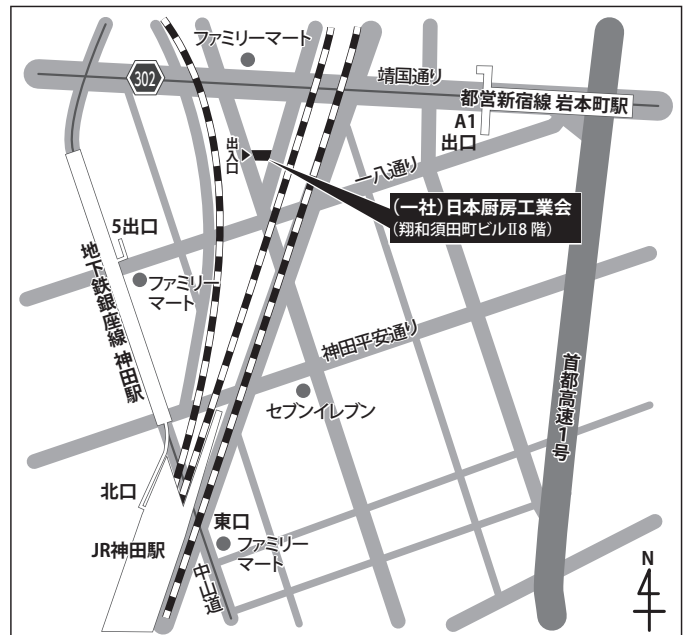 ファミリーマート
302
靖国通り
都営新宿線 岩本町駅
A1
出口
出入口
一八通り
(一社)日本厨房工業会
(翔和須田町ビルⅡ8 階)
5出口
ファミリー
マート
地下鉄銀座線 神田駅
神田平安通り
セブンイレブン
首都高速1号
北口
東口
JR神田駅
ファミリー
マート
中山道
N